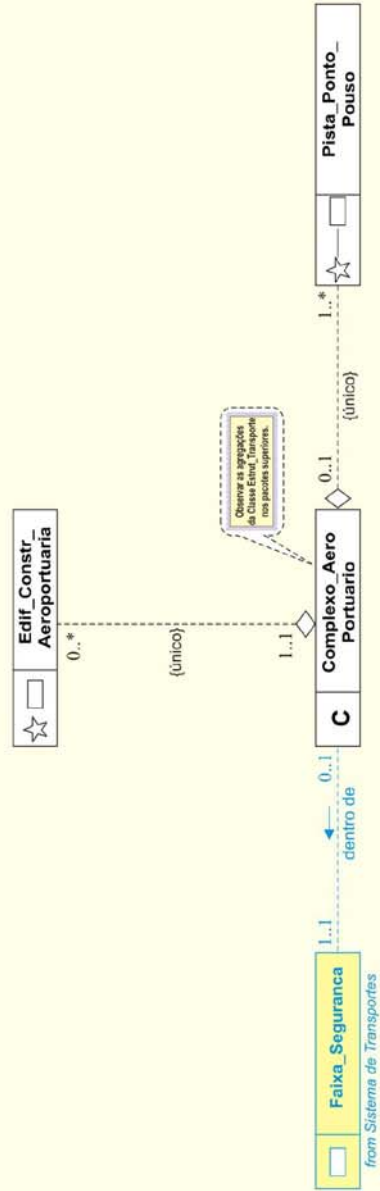 Edif_Constr_
Aeroportuaria
0..*
{único}
1..1
Observar as agregações
da Classe Estrut_Transporte
nos pacotes superiores.
Faixa_Seguranca
from Sistema de Transportes
1..1
dentro de
0..1
C
Complexo_Aero
Portuario
0..1
{único}
1..*
Pista_Ponto_
Pouso